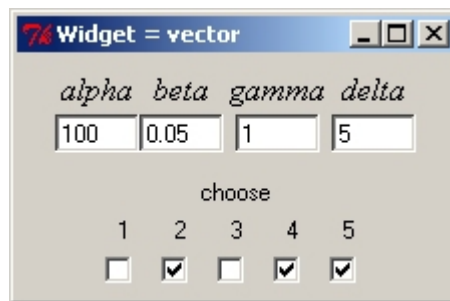 Widget = vector
alpha beta gamma delta
100 0.05 1 5
choose
1 2 3 4 5